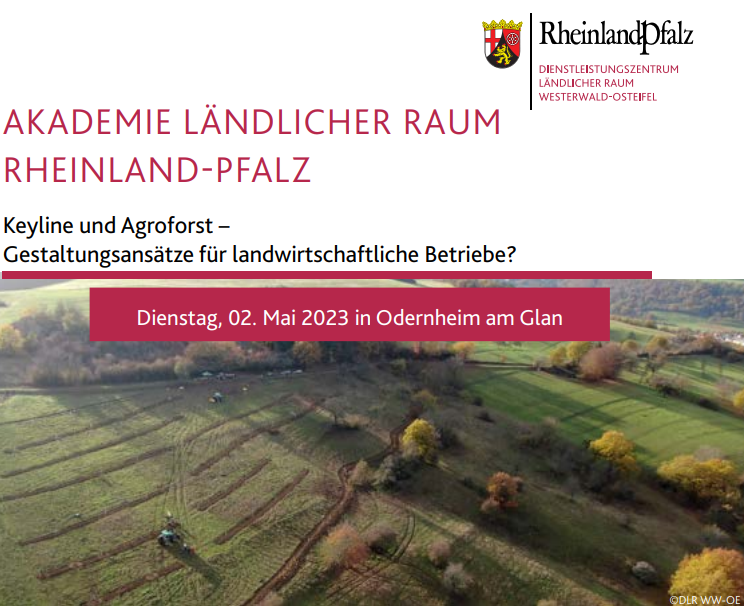 RheinlandPfalz
DIENSTLEISTUNGSZENTRUM
LÄNDLICHER RAUM
WESTERWALD-OSTEIFEL
AKADEMIE LÄNDLICHER RAUM
RHEINLAND-PFALZ
Keyline und Agroforst –
Gestaltungsansätze für landwirtschaftliche Betriebe?
Dienstag, 02. Mai 2023 in Odernheim am Glan
©DLR WW-OE